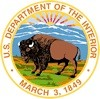 U.S. DEPARTMENT OF THE INTERIOR
MARCH 3, 1849